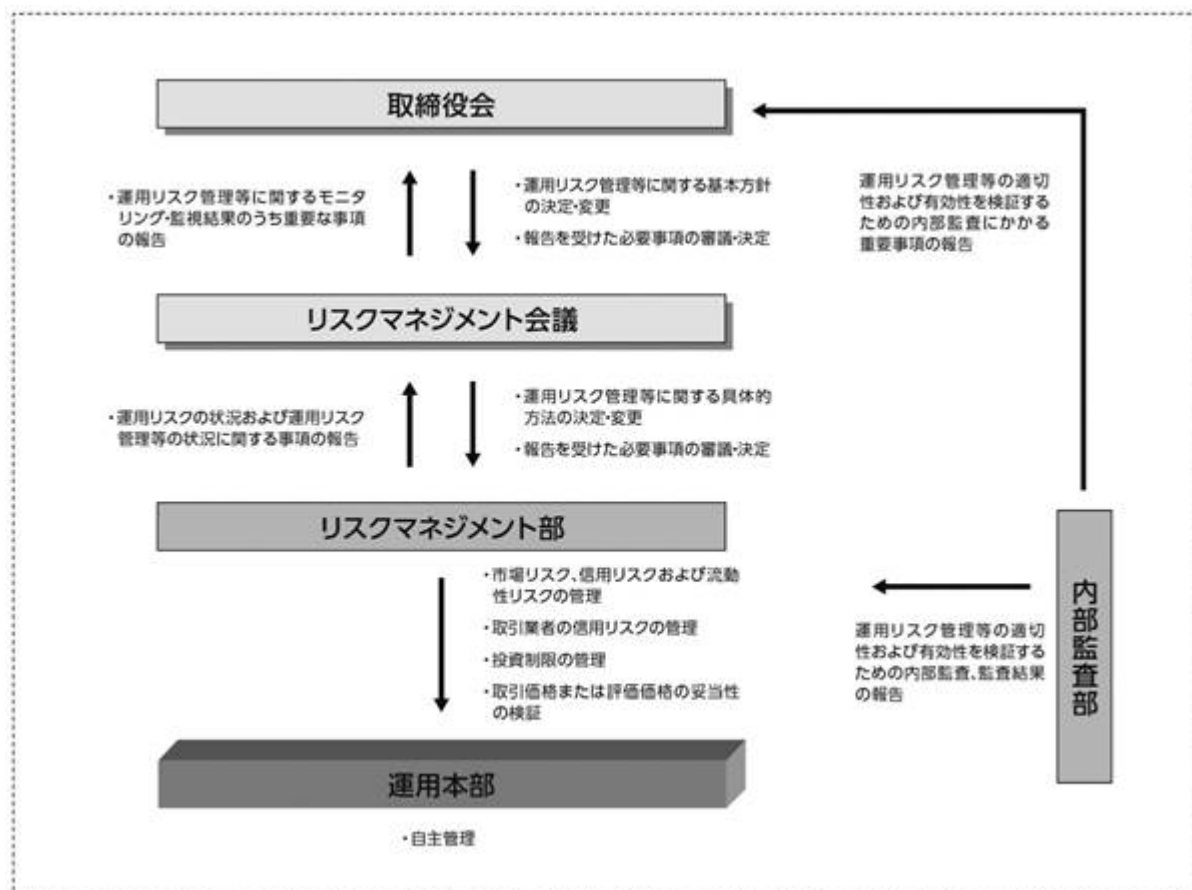 取締役会
・運用リスク管理等に関するモニタ
リング・監視結果のうち重要な事項
の報告
・運用リスク管理等に関する基本方針
の決定・変更
・報告を受けた必要事項の審議・決定
運用リスク管理等の適切
性および有効性を検証する
ための内部監査にかかる
重要事項の報告
リスクマネジメント会議
・運用リスクの状況および運用リスク
管理等の状況に関する事項の報告
・運用リスク管理等に関する具体的
方法の決定・変更
・報告を受けた必要事項の審議・決定
リスクマネジメント部
・市場リスク、信用リスクおよび流動
性リスクの管理
・取引業者の信用リスクの管理
・投資制限の管理
・取引価格または評価価格の妥当性
の検証
運用リスク管理等の適切
性および有効性を検証する
ための内部監査、監査結果
の報告
内部監査部
運用本部
・自主管理